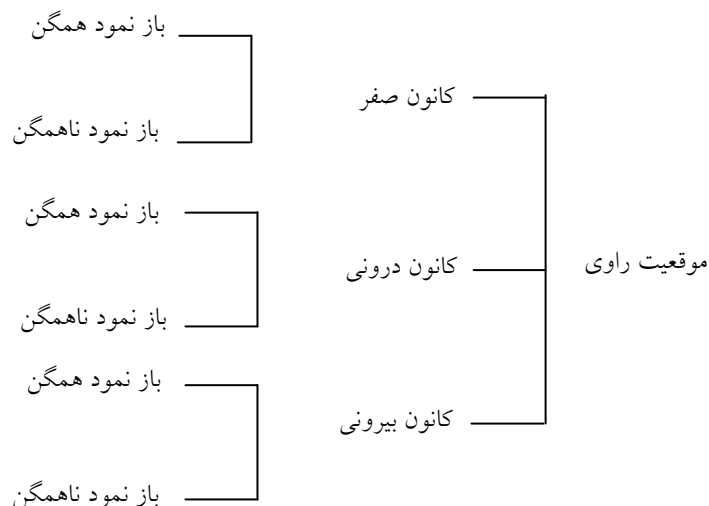 موقعیت راوی
کانون صفر
باز نمود همگن
باز نمود ناهمگن
کانون درونی
باز نمود همگن
باز نمود ناهمگن
کانون بیرونی
باز نمود همگن
باز نمود ناهمگن